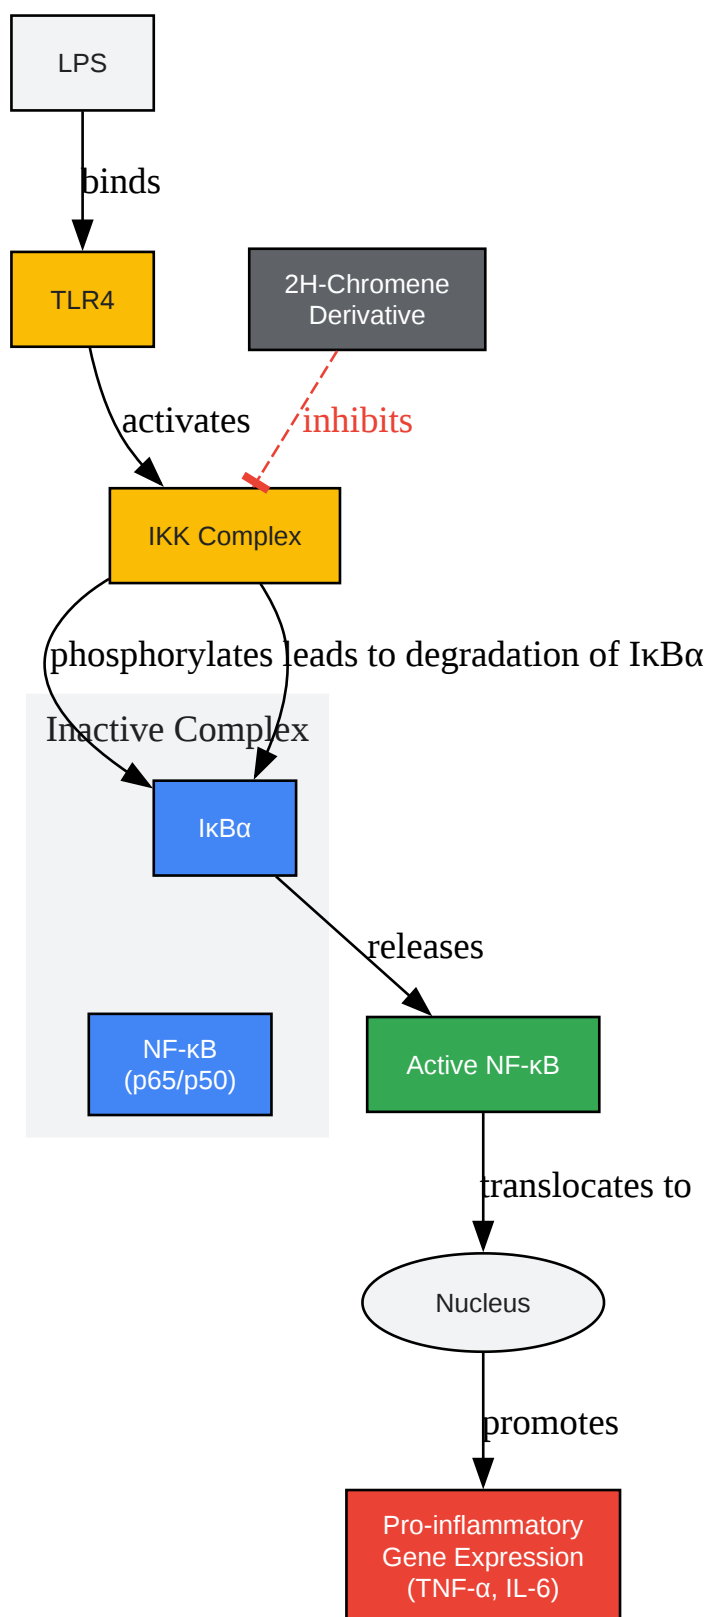 LPS
binds
TLR4
2H-Chromene
Derivative
activates
inhibits
IKK Complex
phosphorylates
leads to degradation of IκBα
Inactive Complex
IκBα
releases
NF-κB
(p65/p50)
Active NF-κB
translocates to
Nucleus
promotes
Pro-inflammatory
Gene Expression
(TNF-α, IL-6)